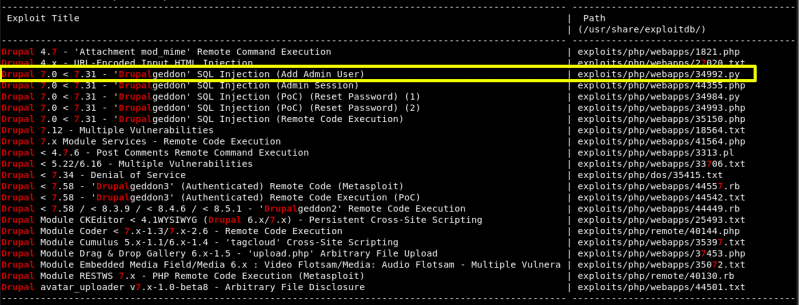 Exploit Title | Path
| (/usr/share/exploitdb/)
Drupal 4.7 - 'Attachment mod_mime' Remote Command Execution | exploits/php/webapps/1821.php
Drupal 4.x - URL-Encoded Input HTML Injection | exploits/php/webapps/27020.txt
Drupal 7.0 < 7.31 - 'Drupalgeddon' SQL Injection (Add Admin User) | exploits/php/webapps/34992.py
Drupal 7.0 < 7.31 - 'Drupalgeddon' SQL Injection (Admin Session) | exploits/php/webapps/44355.php
Drupal 7.0 < 7.31 - 'Drupalgeddon' SQL Injection (PoC) (Reset Password) (1) | exploits/php/webapps/34984.py
Drupal 7.0 < 7.31 - 'Drupalgeddon' SQL Injection (PoC) (Reset Password) (2) | exploits/php/webapps/34993.php
Drupal 7.0 < 7.31 - 'Drupalgeddon' SQL Injection (Remote Code Execution) | exploits/php/webapps/35150.php
Drupal 7.12 - Multiple Vulnerabilities | exploits/php/webapps/18564.txt
Drupal 7.x Module Services - Remote Code Execution | exploits/php/webapps/41564.php
Drupal < 4.7.6 - Post Comments Remote Command Execution | exploits/php/webapps/3313.pl
Drupal < 5.22/6.16 - Multiple Vulnerabilities | exploits/php/webapps/33706.txt
Drupal < 7.34 - Denial of Service | exploits/php/dos/35415.txt
Drupal < 7.58 - 'Drupalgeddon3' (Authenticated) Remote Code (Metasploit) | exploits/php/webapps/44557.rb
Drupal < 7.58 - 'Drupalgeddon3' (Authenticated) Remote Code Execution (PoC) | exploits/php/webapps/44542.txt
Drupal < 7.58 / < 8.3.9 / < 8.4.6 / < 8.5.1 - 'Drupalgeddon2' Remote Code Execution | exploits/php/webapps/44449.rb
Drupal Module CKEditor < 4.1WYSIWYG (Drupal 6.x/7.x) - Persistent Cross-Site Scripting | exploits/php/webapps/25493.txt
Drupal Module Coder < 7.x-1.3/7.x-2.6 - Remote Code Execution | exploits/php/remote/40144.php
Drupal Module Cumulus 5.x-1.1/6.x-1.4 - 'tagcloud' Cross-Site Scripting | exploits/php/webapps/35397.txt
Drupal Module Drag & Drop Gallery 6.x-1.5 - 'upload.php' Arbitrary File Upload | exploits/php/webapps/37453.php
Drupal Module Embedded Media Field/Media 6.x : Video Flotsam/Media: Audio Flotsam - Multiple Vulnera | exploits/php/webapps/35072.txt
Drupal Module RESTWS 7.x - PHP Remote Code Execution (Metasploit) | exploits/php/remote/40130.rb
Drupal avatar_uploader v7.x-1.0-beta8 - Arbitrary File Disclosure | exploits/php/webapps/44501.txt